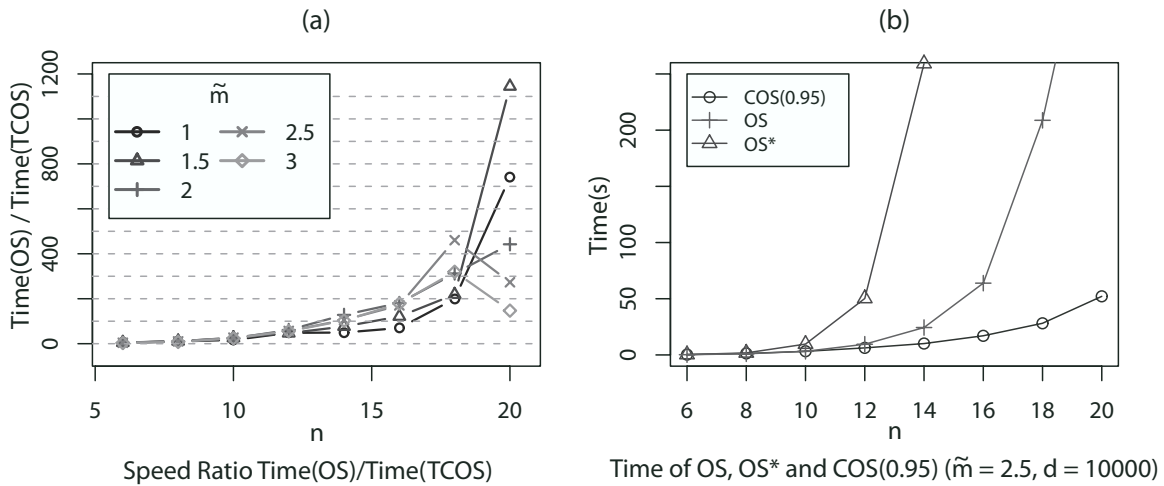 (a)
Time(OS) / Time(TCOS)
0
400
800
1200
m̃
1
1.5
2
2.5
3
5
10
15
20
n
Speed Ratio Time(OS)/Time(TCOS)
(b)
Time(s)
0
50
100
200
COS(0.95)
OS
OS*
6
8
10
12
14
16
18
20
n
Time of OS, OS* and COS(0.95) (m̃ = 2.5, d = 10000)